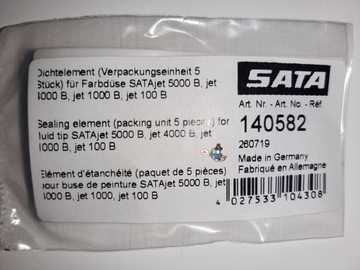 Dichtelement (Verpackungseinheit 5
Stück) für Farbdüse SATAjet 5000 B, jet
4000 B, jet 1000 B, jet 100 B
Sealing element (packing unit 5 pieces) for
fluid tip SATAjet 5000 B, jet 4000 B, jet
1000 B, jet 100 B
Elément d'étanchéité (paquet de 5 pièces)
pour buse de peinture SATAjet 5000 B, jet
4000 B, jet 1000, jet 100 B
SATA
Art. Nr. - Art. No. - Réf.
140582
260719
Made in Germany
Fabriqué en Allemagne
4 027533 104308